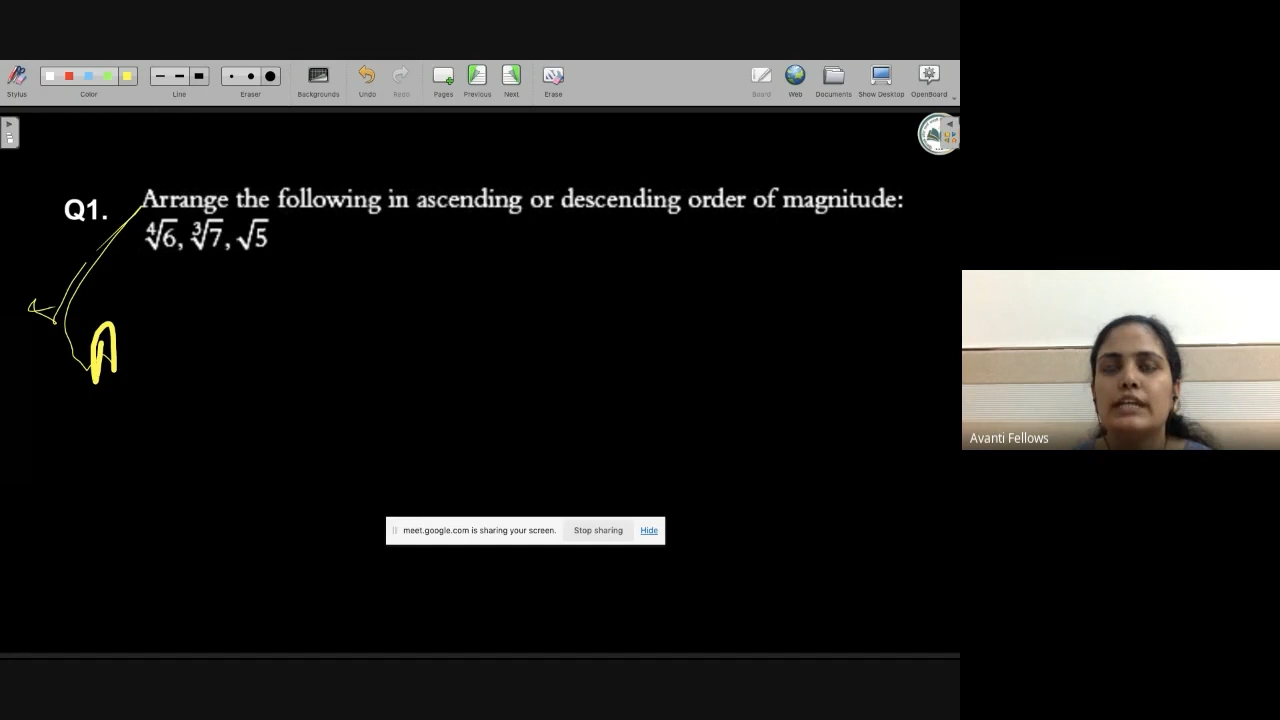 Stylus Color Line Eraser Backgrounds Undo Redo Pages Previous Next Erase Board Web Documents Show Desktop OpenBoard
Q1. Arrange the following in ascending or descending order of magnitude:
∜6, ∛7, √5
A
Avanti Fellows
meet.google.com is sharing your screen. Stop sharing Hide